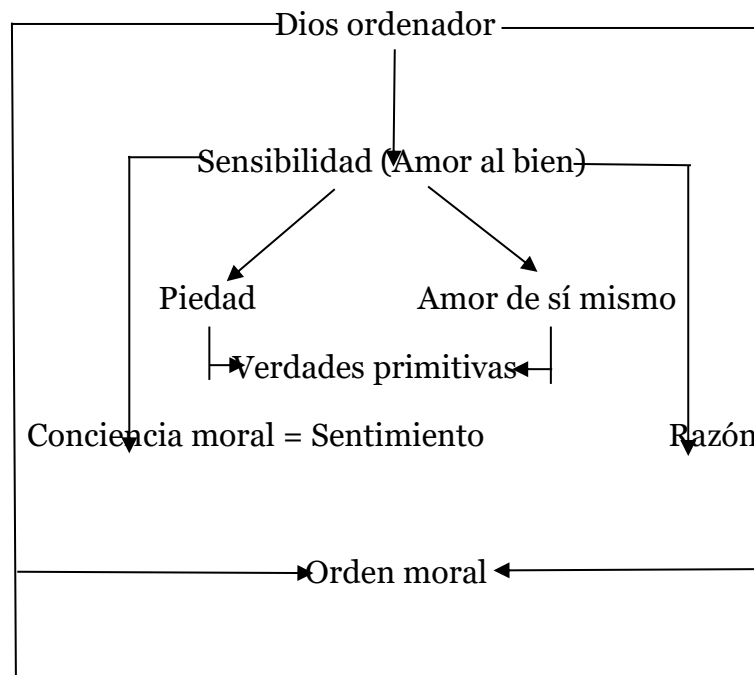 Dios ordenador
Sensibilidad (Amor al bien)
Piedad Amor de sí mismo
Verdades primitivas
Conciencia moral = Sentimiento Razón
Orden moral